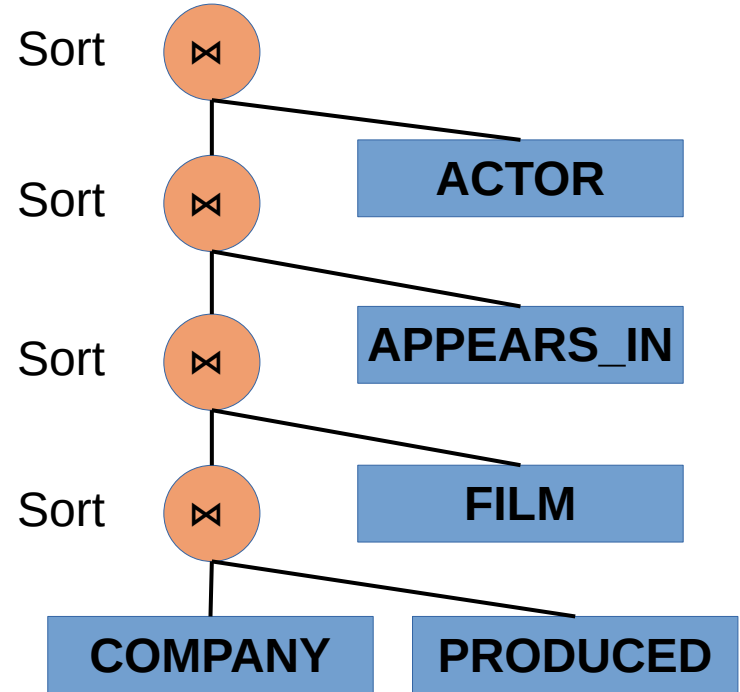 Sort ⋈
ACTOR
Sort ⋈
APPEARS_IN
Sort ⋈
FILM
Sort ⋈
COMPANY PRODUCED